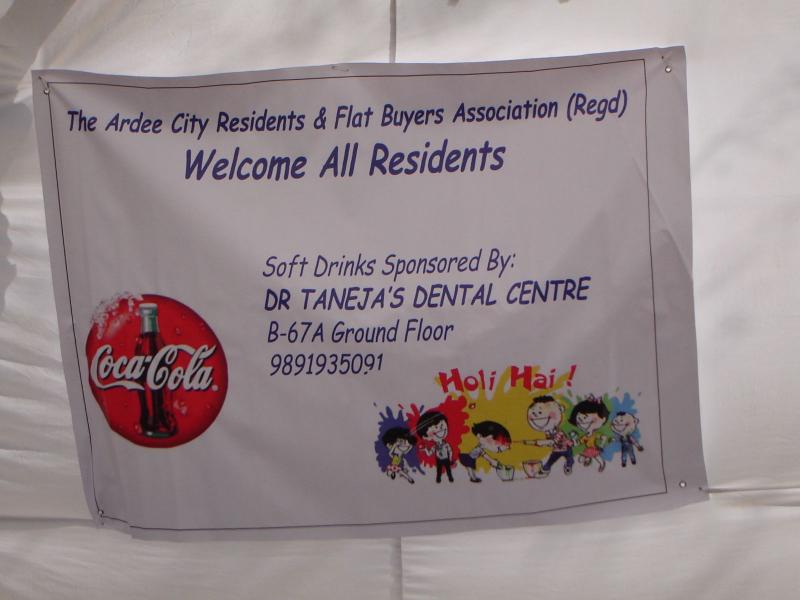 The Ardee City Residents & Flat Buyers Association (Regd)
Welcome All Residents
Soft Drinks Sponsored By:
DR TANEJA'S DENTAL CENTRE
B-67A Ground Floor
9891935091
Coca-Cola
Holi Hai !